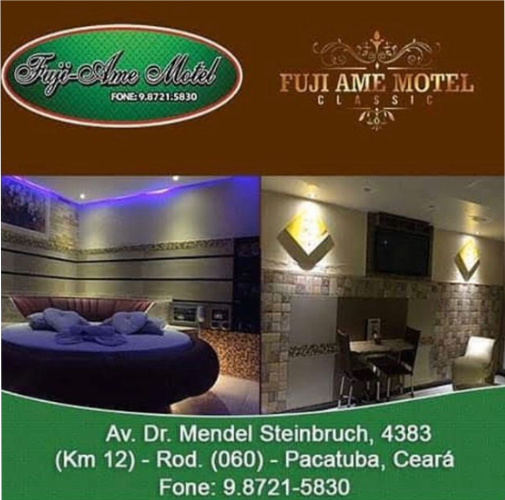 Fuji-Ame Motel
FONE: 9.8721.5830
FUJI AME MOTEL
CLASSIC
Av. Dr. Mendel Steinbruch, 4383
(Km 12) - Rod. (060) - Pacatuba, Ceará
Fone: 9.8721-5830